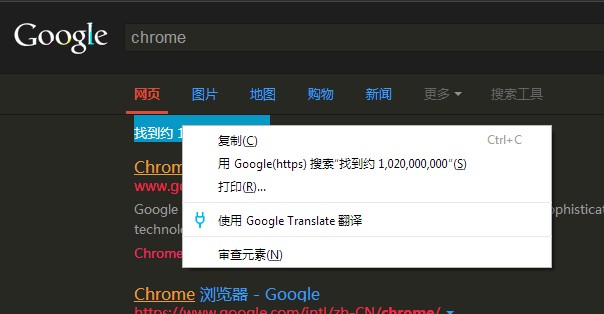 Google chrome
网页 图片 地图 购物 新闻 更多 搜索工具
找到约 1
复制(C) Ctrl+C
Chrome
用 Google(https) 搜索"找到约 1,020,000,000"(S)
www.go
打印(R)...
Google
使用 Google Translate 翻译
technolo
Chrome
审查元素(N)
Chrome 浏览器 - Google
https://www.google.com/intl/zh-CN/chrome/